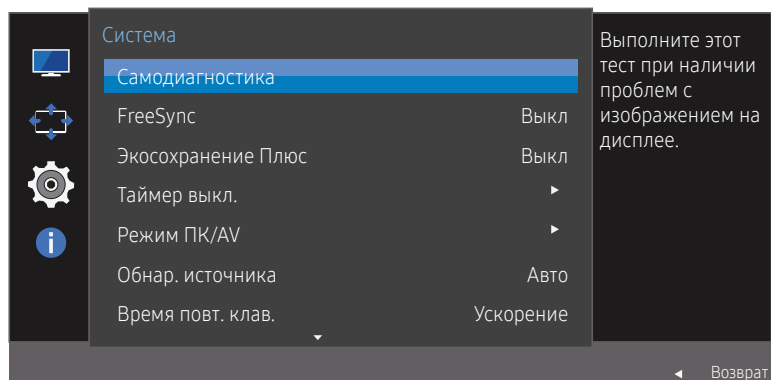 Система
Самодиагностика
FreeSync Выкл
Экосохранение Плюс Выкл
Таймер выкл.
Режим ПК/AV
Обнар. источника Авто
Время повт. клав. Ускорение
Выполните этот
тест при наличии
проблем с
изображением на
дисплее.
Возврат